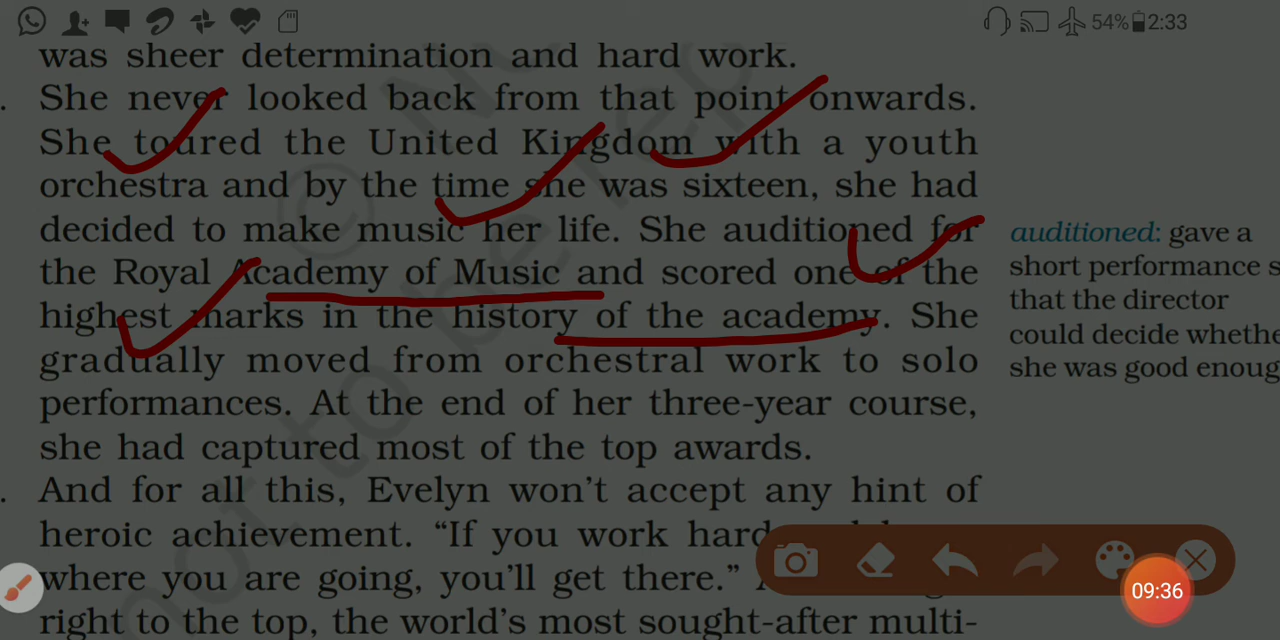 54% 2:33
was sheer determination and hard work.
. She never looked back from that point onwards.
She toured the United Kingdom with a youth
orchestra and by the time she was sixteen, she had
decided to make music her life. She auditioned for
the Royal Academy of Music and scored one of the
highest marks in the history of the academy. She
gradually moved from orchestral work to solo
performances. At the end of her three-year course,
she had captured most of the top awards.
. And for all this, Evelyn won’t accept any hint of
heroic achievement. “If you work hard
where you are going, you’ll get there.”
right to the top, the world’s most sought-after multi-
auditioned: gave a
short performance s
that the director
could decide whethe
she was good enoug
09:36